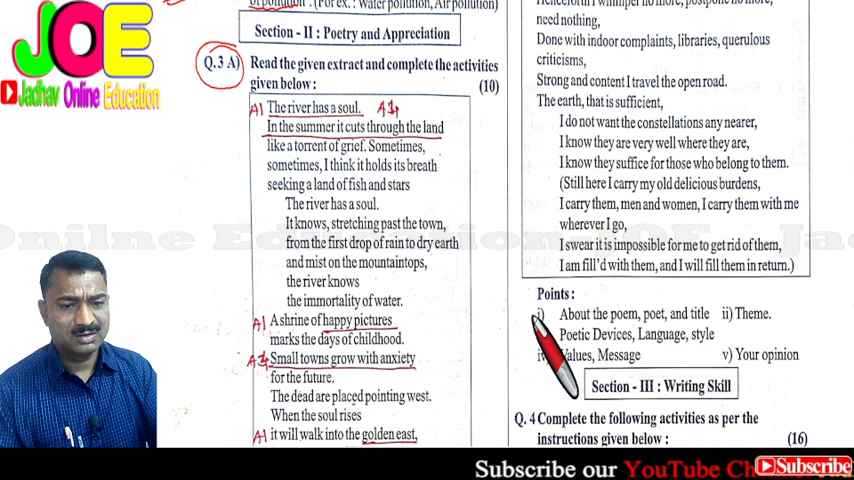 of pollution . (For ex. : Water pollution, Air pollution)
Section - II : Poetry and Appreciation
Q.3 A) Read the given extract and complete the activities
given below : (10)
A1 The river has a soul.
In the summer it cuts through the land
like a torrent of grief. Sometimes,
sometimes, I think it holds its breath
seeking a land of fish and stars
The river has a soul.
It knows, stretching past the town,
from the first drop of rain to dry earth
and mist on the mountaintops,
the river knows
the immortality of water.
A1 A shrine of happy pictures
marks the days of childhood.
Small towns grow with anxiety
for the future.
The dead are placed pointing west.
When the soul rises
A1 it will walk into the golden east,
Henceforth I whimper no more, postpone no more,
need nothing,
Done with indoor complaints, libraries, querulous
criticisms,
Strong and content I travel the open road.
The earth, that is sufficient,
I do not want the constellations any nearer,
I know they are very well where they are,
I know they suffice for those who belong to them.
(Still here I carry my old delicious burdens,
I carry them, men and women, I carry them with me
wherever I go,
I swear it is impossible for me to get rid of them,
I am fill'd with them, and I will fill them in return.)
Points :
i) About the poem, poet, and title ii) Theme.
Poetic Devices, Language, style
Values, Message v) Your opinion
Section - III : Writing Skill
Q. 4 Complete the following activities as per the
instructions given below : (16)
JOE
Jadhav Online Education
Onilne Ed
Ja
Subscribe our YouTube Ch
Subscribe